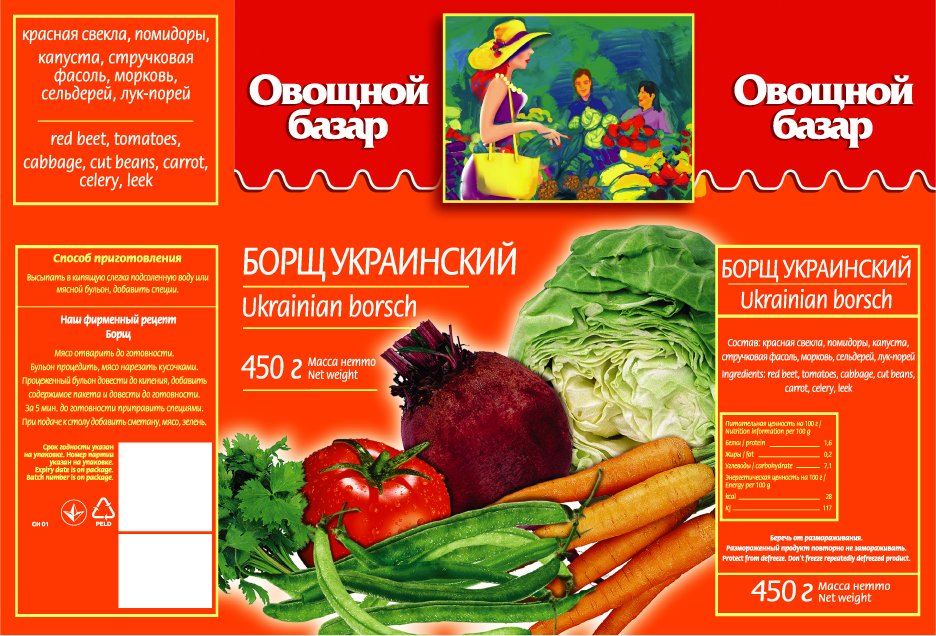 красная свекла, помидоры,
капуста, стручковая
фасоль, морковь,
сельдерей, лук-порей
red beet, tomatoes,
cabbage, cut beans, carrot,
celery, leek
Овощной
базар
Овощной
базар
Способ приготовления
Высыпать в кипящую слегка подсоленную воду или
мясной бульон, добавить специи.
Наш фирменный рецепт
Борщ
Мясо отварить до готовности.
Бульон процедить, мясо нарезать кусочками.
Процеженный бульон довести до кипения, добавить
содержимое пакета и довести до готовности.
За 5 мин. до готовности приправить специями.
При подаче к столу добавить сметану, мясо, зелень.
Срок годности указан
на упаковке. Номер партии
указан на упаковке.
Expiry date is on package.
Batch number is on package.
CH 01
PELD
БОРЩ УКРАИНСКИЙ
Ukrainian borsch
450 г Масса нетто
Net weight
БОРЩ УКРАИНСКИЙ
Ukrainian borsch
Состав: красная свекла, помидоры, капуста,
стручковая фасоль, морковь, сельдерей, лук-порей
Ingredients: red beet, tomatoes, cabbage, cut beans,
carrot, celery, leek
Питательная ценность на 100 г /
Nutrition information per 100 g
Белки / protein 1,6
Жиры / fat 0,2
Углеводы / carbohydrate 7,1
Энергетическая ценность на 100 г /
Energy per 100 g
kcal 28
Kj 117
Беречь от размораживания.
Размороженный продукт повторно не замораживать.
Protect from defreeze. Don't freeze repeatedly defreezed product.
450 г Масса нетто
Net weight